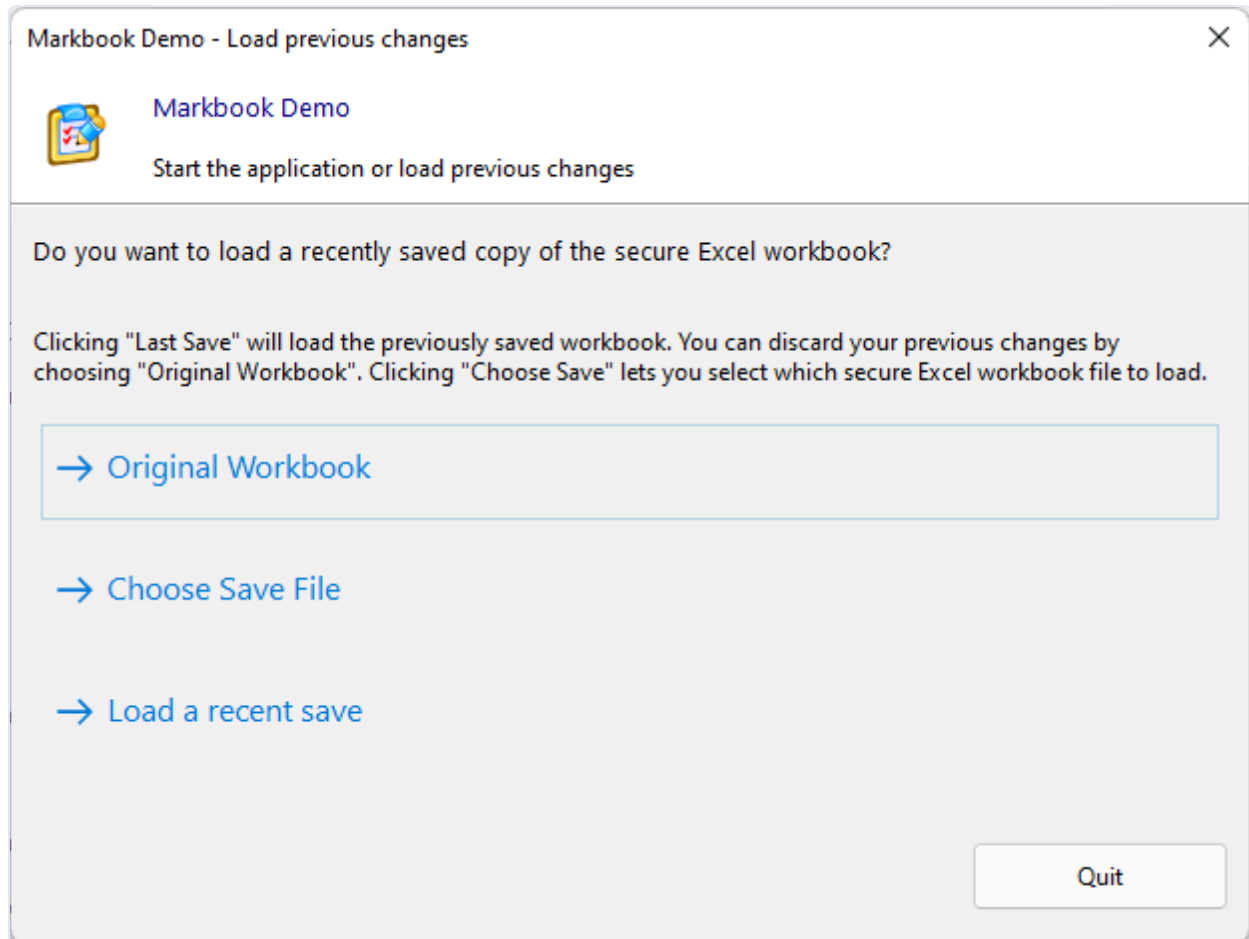 Markbook Demo - Load previous changes
Markbook Demo
Start the application or load previous changes
Do you want to load a recently saved copy of the secure Excel workbook?
Clicking "Last Save" will load the previously saved workbook. You can discard your previous changes by
choosing "Original Workbook". Clicking "Choose Save" lets you select which secure Excel workbook file to load.
→ Original Workbook
→ Choose Save File
→ Load a recent save
Quit